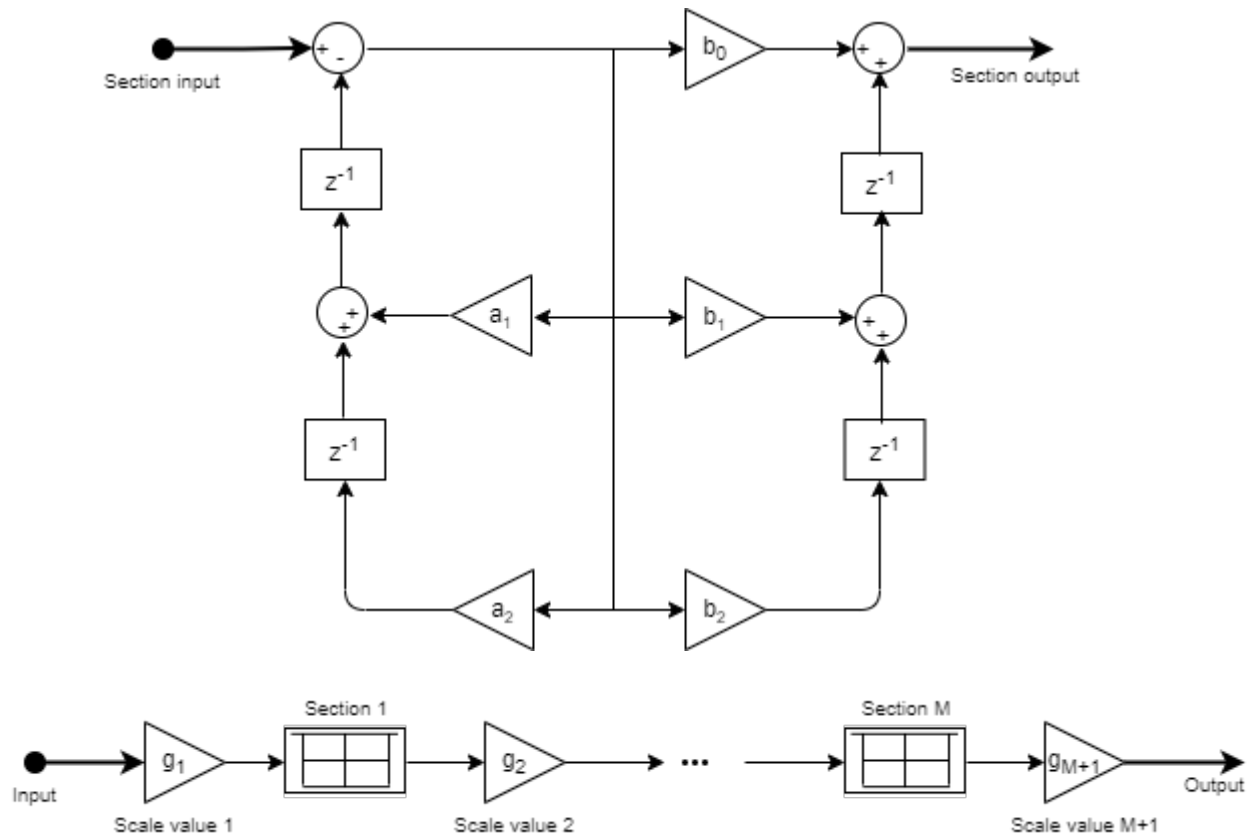 +
-
b₀
+
+
Section input
Section output
z⁻¹
z⁻¹
+
+
a₁
b₁
+
+
z⁻¹
z⁻¹
a₂
b₂
Section 1
Section M
g₁
g₂
...
g_M+1
Input
Output
Scale value 1
Scale value 2
Scale value M+1